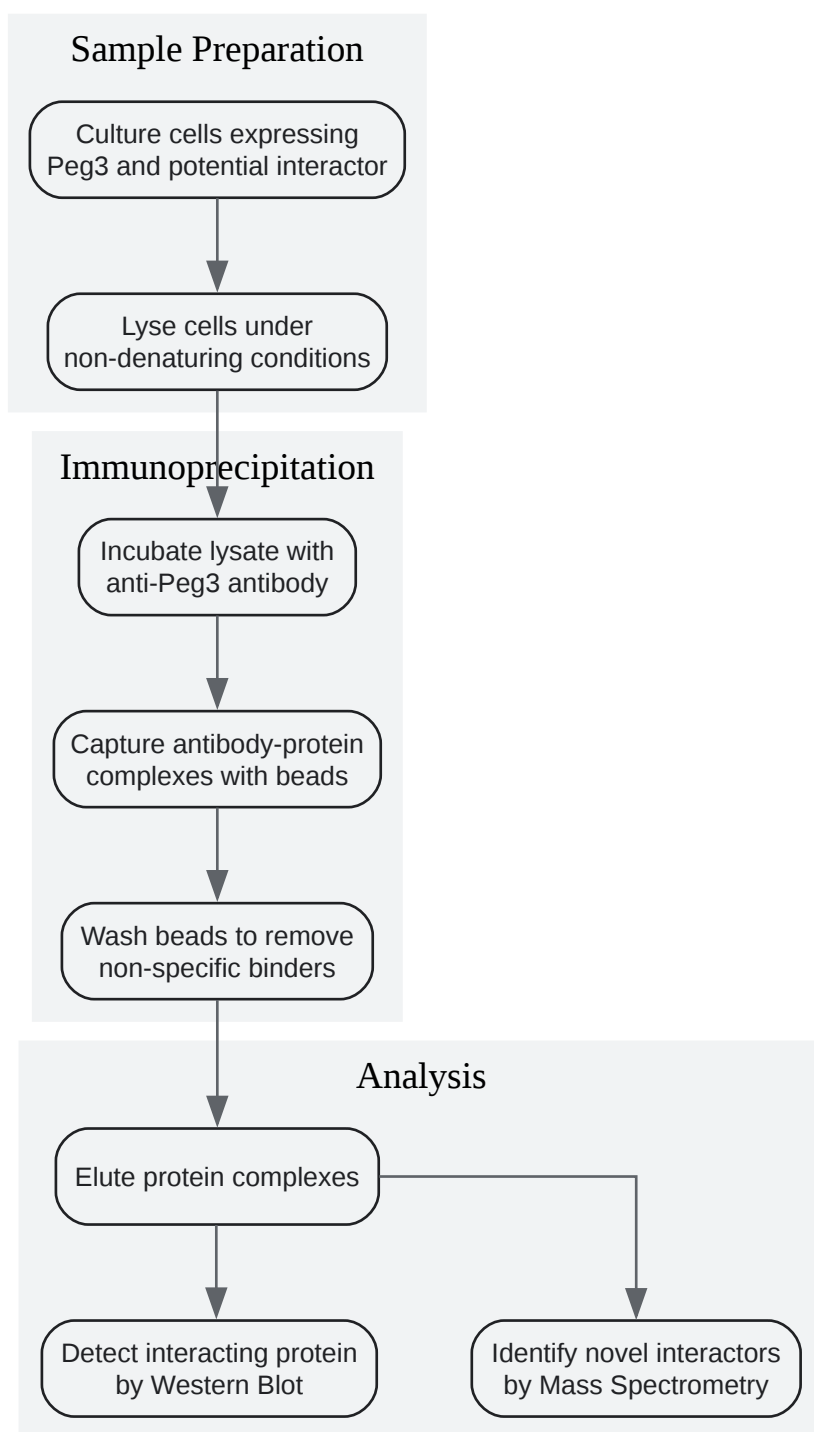 Sample Preparation
Culture cells expressing
Peg3 and potential interactor
Lyse cells under
non-denaturing conditions
Immunoprecipitation
Incubate lysate with
anti-Peg3 antibody
Capture antibody-protein
complexes with beads
Wash beads to remove
non-specific binders
Analysis
Elute protein complexes
Detect interacting protein
by Western Blot
Identify novel interactors
by Mass Spectrometry